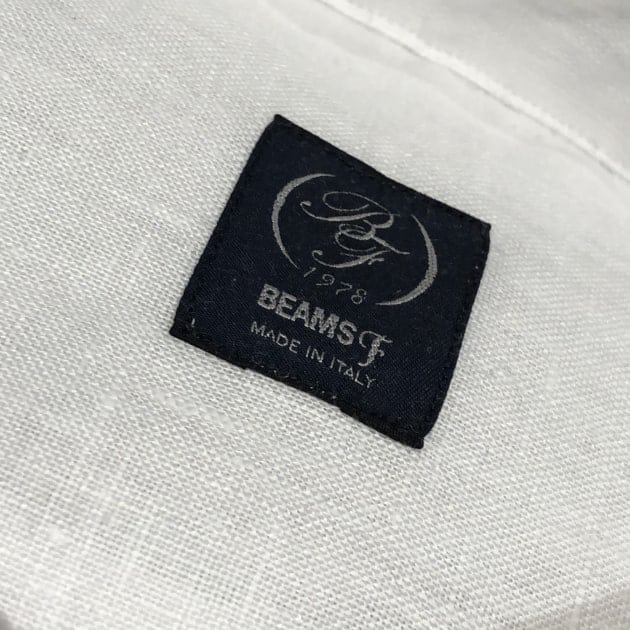 BF
1978
BEAMS F
MADE IN ITALY